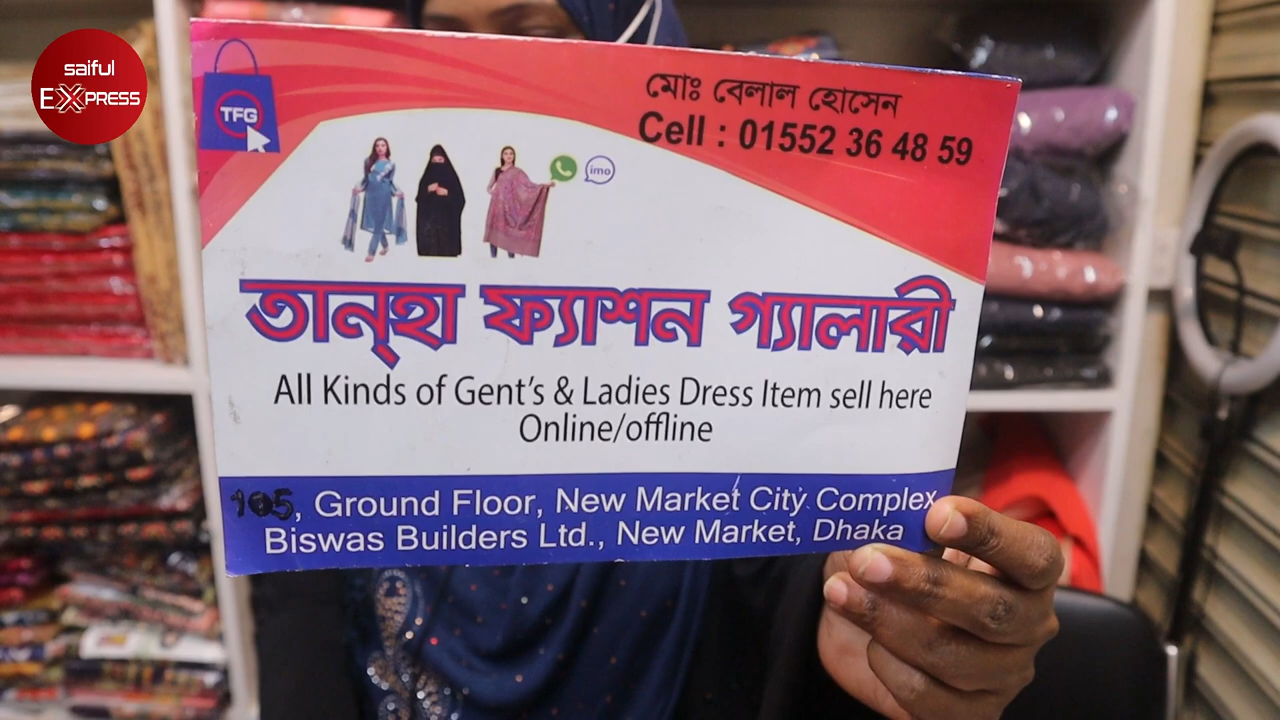 saiful
EXPRESS
TFG
মোঃ বেলাল হোসেন
Cell : 01552 36 48 59
imo
তান্হা ফ্যাশন গ্যালারী
All Kinds of Gent's & Ladies Dress Item sell here
Online/offline
105, Ground Floor, New Market City Complex
Biswas Builders Ltd., New Market, Dhaka